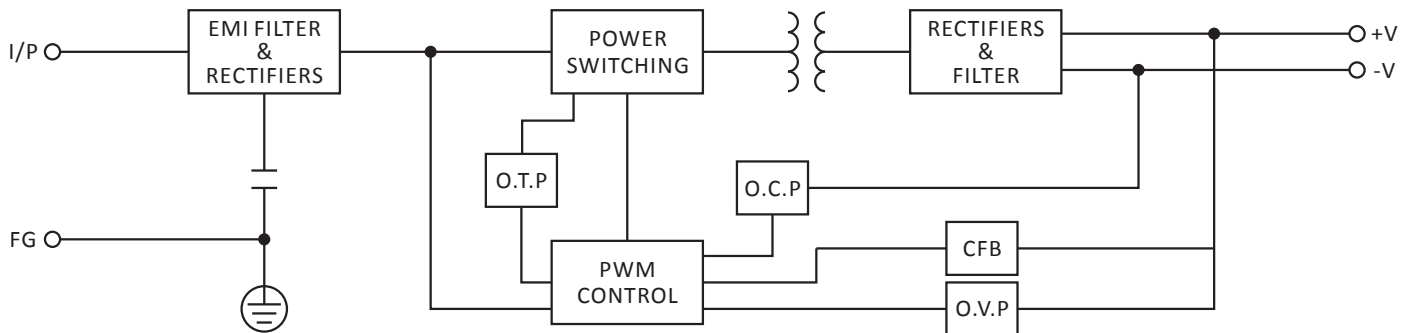 I/P
EMI FILTER
&
RECTIFIERS
POWER
SWITCHING
RECTIFIERS
&
FILTER
+V
-V
O.T.P
O.C.P
FG
PWM
CONTROL
CFB
O.V.P